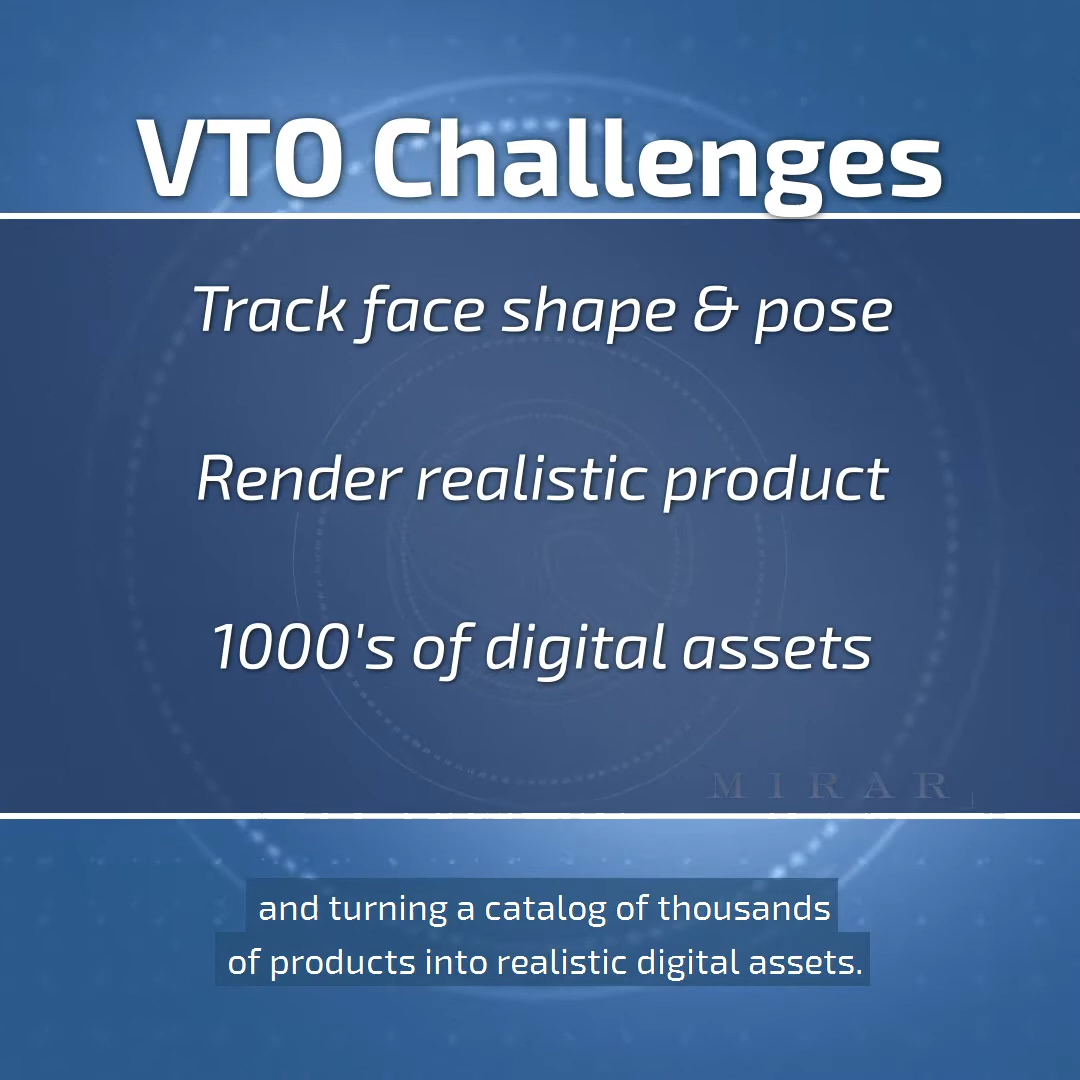 VTO Challenges
Track face shape & pose
Render realistic product
1000's of digital assets
MIRAR
and turning a catalog of thousands
of products into realistic digital assets.